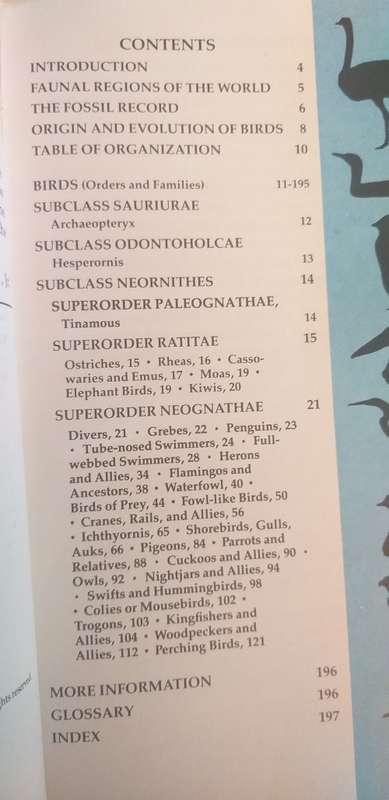 CONTENTS
INTRODUCTION 4
FAUNAL REGIONS OF THE WORLD 5
THE FOSSIL RECORD 6
ORIGIN AND EVOLUTION OF BIRDS 8
TABLE OF ORGANIZATION 10
BIRDS (Orders and Families) 11-195
SUBCLASS SAURIURAE
Archaeopteryx 12
SUBCLASS ODONTOHOLCAE
Hesperornis 13
SUBCLASS NEORNITHES 14
SUPERORDER PALEOGNATHAE,
Tinamous 14
SUPERORDER RATITAE 15
Ostriches, 15 • Rheas, 16 • Casso-
waries and Emus, 17 • Moas, 19 •
Elephant Birds, 19 • Kiwis, 20
SUPERORDER NEOGNATHAE 21
Divers, 21 • Grebes, 22 • Penguins, 23
• Tube-nosed Swimmers, 24 • Full-
webbed Swimmers, 28 • Herons
and Allies, 34 • Flamingos and
Ancestors, 38 • Waterfowl, 40 •
Birds of Prey, 44 • Fowl-like Birds, 50
• Cranes, Rails, and Allies, 56
• Ichthyornis, 65 • Shorebirds, Gulls,
Auks, 66 • Pigeons, 84 • Parrots and
Relatives, 88 • Cuckoos and Allies, 90 •
Owls, 92 • Nightjars and Allies, 94
• Swifts and Hummingbirds, 98
• Colies or Mousebirds, 102 •
Trogons, 103 • Kingfishers and
Allies, 104 • Woodpeckers and
Allies, 112 • Perching Birds, 121
MORE INFORMATION 196
GLOSSARY 196
INDEX 197
reserved